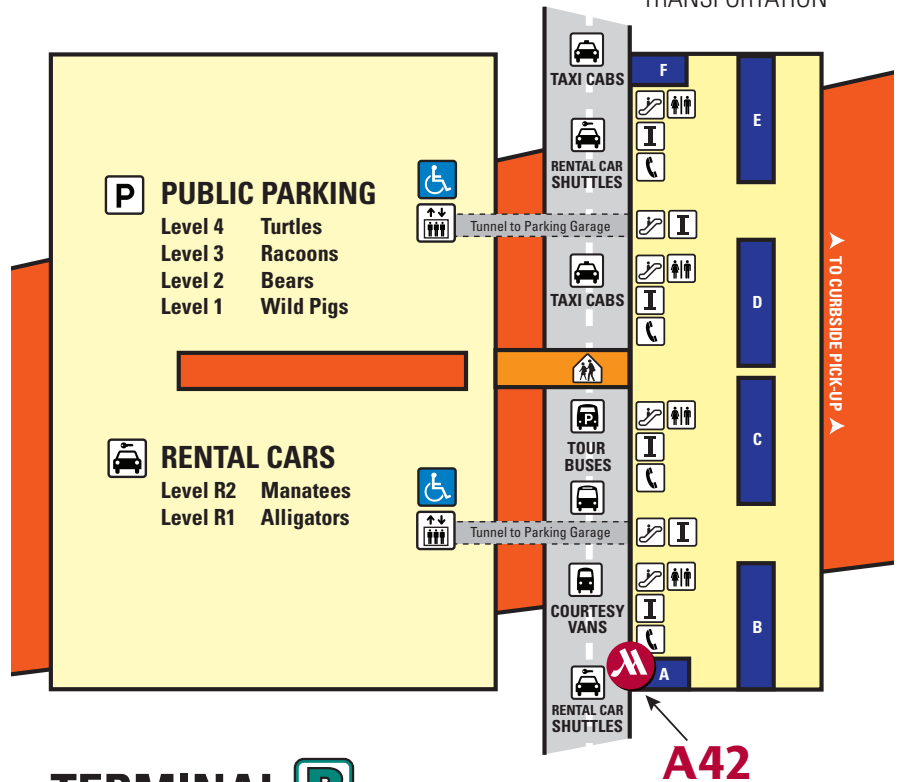 TRANSPORTATION
TAXI CABS
F
E
RENTAL CAR
SHUTTLES
P PUBLIC PARKING
Level 4 Turtles
Level 3 Racoons
Level 2 Bears
Level 1 Wild Pigs
Tunnel to Parking Garage
TAXI CABS
D
TO CURBSIDE PICK-UP
P
TOUR
BUSES
C
RENTAL CARS
Level R2 Manatees
Level R1 Alligators
Tunnel to Parking Garage
COURTESY
VANS
B
M
A
RENTAL CAR
SHUTTLES
A42
TERMINAL B